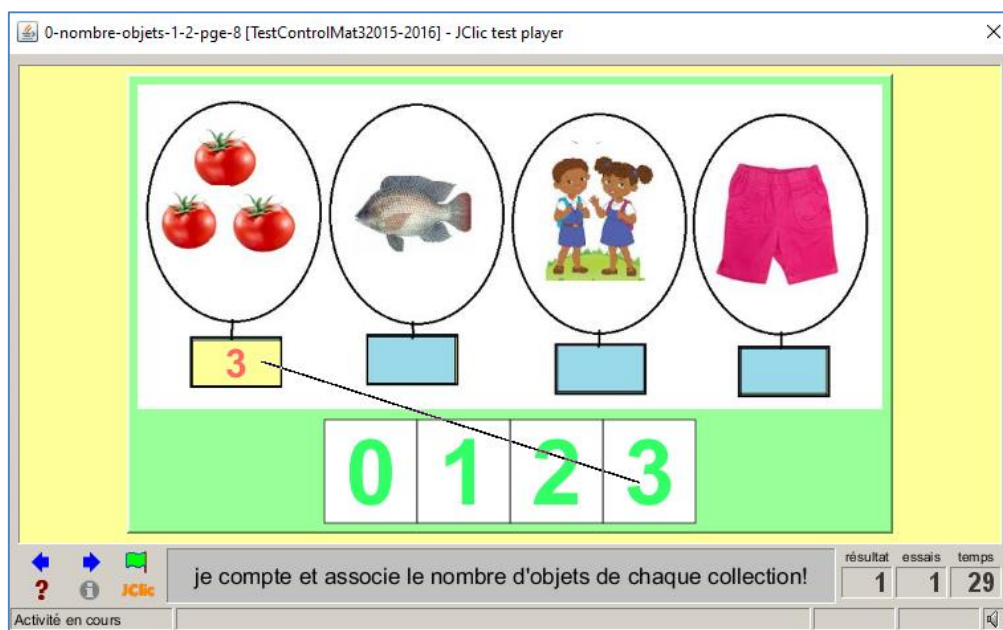 0-nombre-objets-1-2-pge-8 [TestControlMat32015-2016] - JClic test player
3
0 1 2 3
résultat essais temps
je compte et associe le nombre d'objets de chaque collection!
1 1 29
? i JClic
Activité en cours